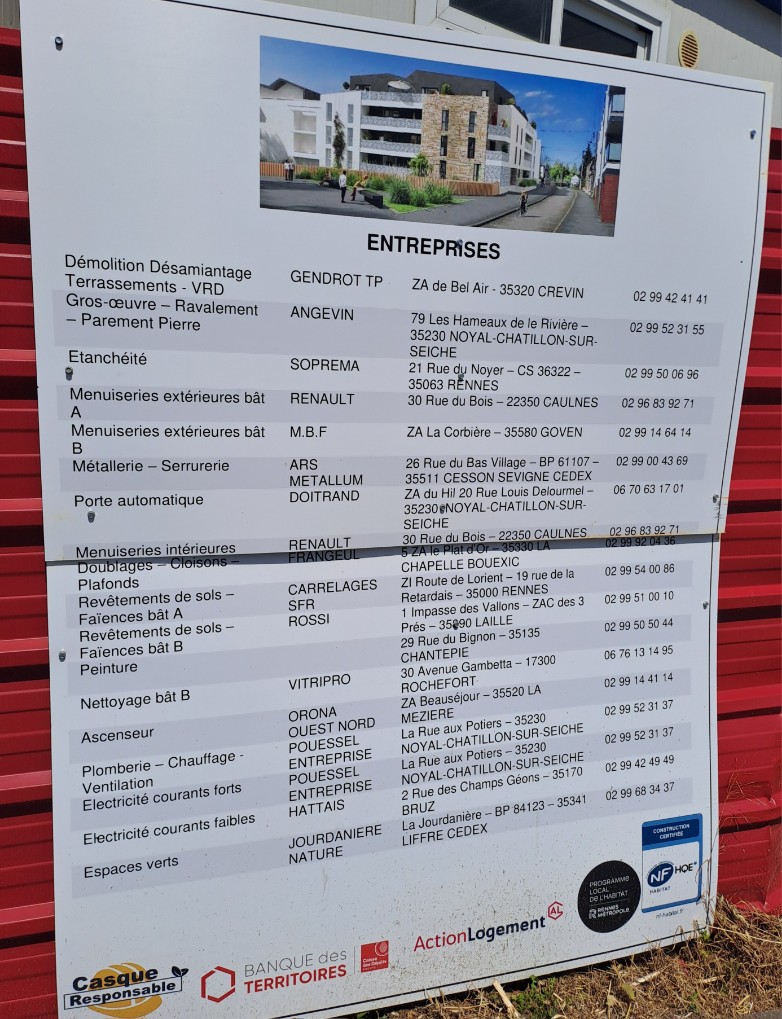 ENTREPRISES
Démolition Désamiantage
Terrassements - VRD
GENDROT TP
ZA de Bel Air - 35320 CREVIN
02 99 42 41 41
Gros-œuvre – Ravalement
– Parement Pierre
ANGEVIN
79 Les Hameaux de le Rivière –
35230 NOYAL-CHATILLON-SUR-
SEICHE
02 99 52 31 55
Etanchéité
SOPREMA
21 Rue du Noyer – CS 36322 –
35063 RENNES
02 99 50 06 96
Menuiseries extérieures bât
A
RENAULT
30 Rue du Bois – 22350 CAULNES
02 96 83 92 71
Menuiseries extérieures bât
B
M.B.F
ZA La Corbière – 35580 GOVEN
02 99 14 64 14
Métallerie – Serrurerie
ARS
METALLUM
26 Rue du Bas Village – BP 61107 –
35511 CESSON SEVIGNE CEDEX
02 99 00 43 69
Porte automatique
DOITRAND
ZA du Hil 20 Rue Louis Delourmel –
35230 NOYAL-CHATILLON-SUR-
SEICHE
06 70 63 17 01
Menuiseries intérieures
RENAULT
30 Rue du Bois – 22350 CAULNES
02 96 83 92 71
Doublages – Cloisons –
Plafonds
FRANGEUL
5 ZA le Plat d'Or – 35330 LA
CHAPELLE BOUEXIC
02 99 92 04 36
Revêtements de sols –
Faïences bât A
CARRELAGES
SFR
ZI Route de Lorient – 19 rue de la
Retardais – 35000 RENNES
02 99 54 00 86
Revêtements de sols –
Faïences bât B
ROSSI
1 Impasse des Vallons – ZAC des 3
Prés – 35890 LAILLE
02 99 51 00 10
Peinture
29 Rue du Bignon – 35135
CHANTEPIE
02 99 50 50 44
Nettoyage bât B
VITRIPRO
30 Avenue Gambetta – 17300
ROCHEFORT
06 76 13 14 95
Ascenseur
ORONA
OUEST NORD
ZA Beauséjour – 35520 LA
MEZIERE
02 99 14 41 14
Plomberie – Chauffage -
Ventilation
POUESSEL
ENTREPRISE
La Rue aux Potiers – 35230
NOYAL-CHATILLON-SUR-SEICHE
02 99 52 31 37
Electricité courants forts
POUESSEL
ENTREPRISE
La Rue aux Potiers – 35230
NOYAL-CHATILLON-SUR-SEICHE
02 99 52 31 37
Electricité courants faibles
HATTAIS
2 Rue des Champs Géons – 35170
BRUZ
02 99 42 49 49
Espaces verts
JOURDANIERE
NATURE
La Jourdanière – BP 84123 – 35341
LIFFRE CEDEX
02 99 68 34 37
Casque
Responsable
BANQUE des
TERRITOIRES
ActionLogement
AL
PROGRAMME
LOCAL
DE L'HABITAT
RENNES
MÉTROPOLE
CONSTRUCTION
CERTIFIÉE
NF
HABITAT
HQE
nf-habitat.fr